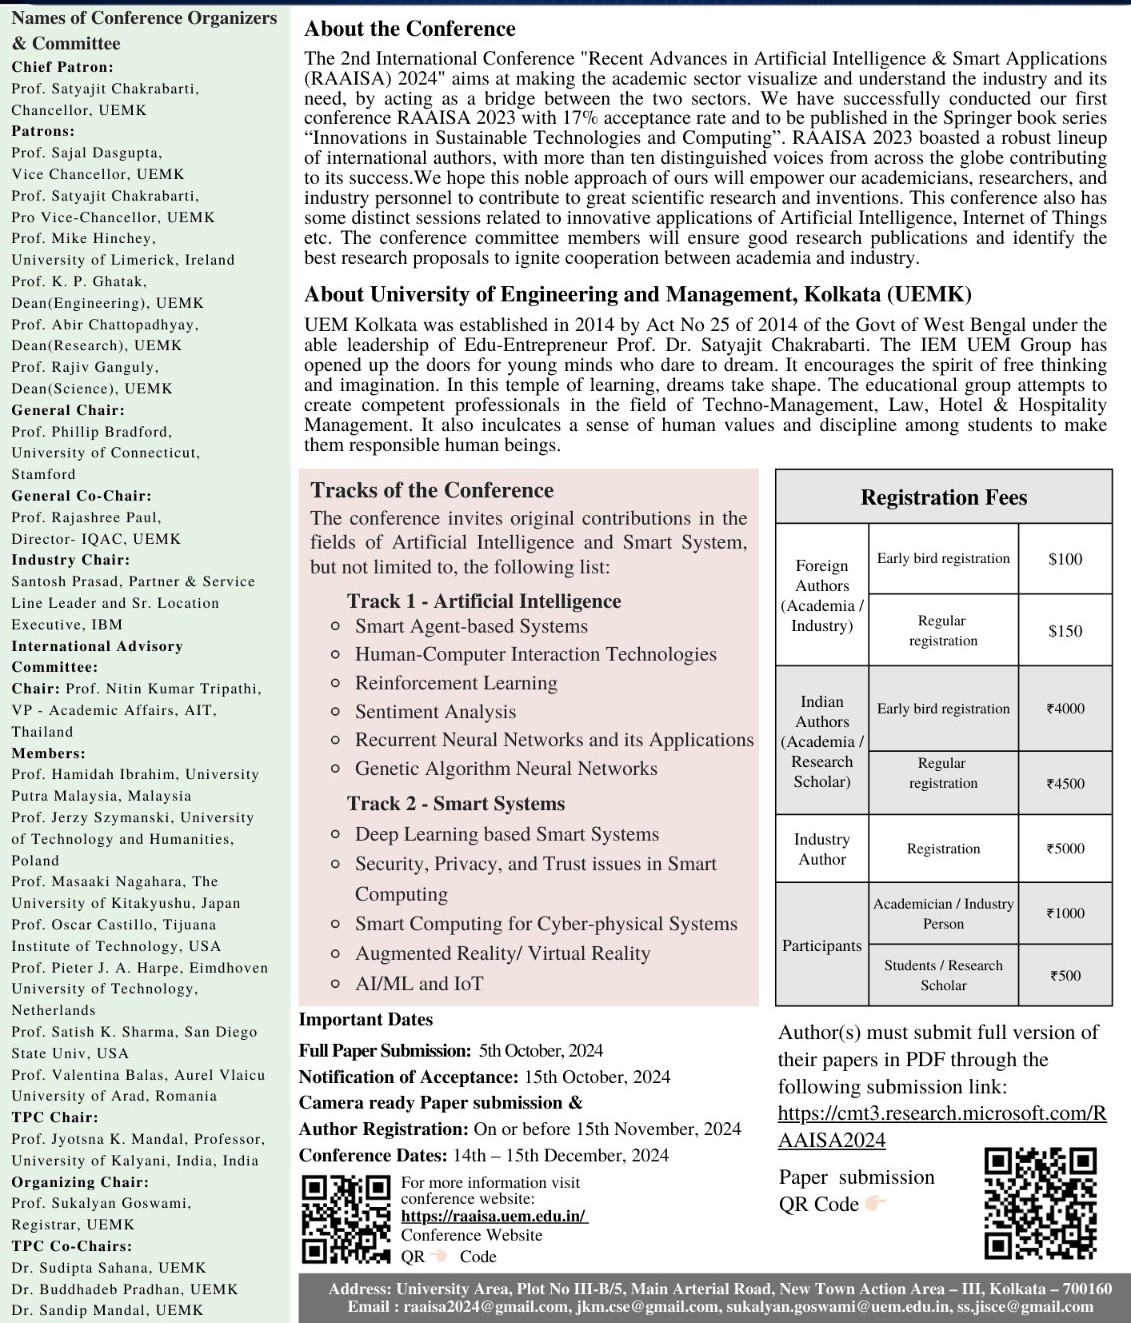 Names of Conference Organizers
& Committee
Chief Patron:
Prof. Satyajit Chakrabarti,
Chancellor, UEMK
Patrons:
Prof. Sajal Dasgupta,
Vice Chancellor, UEMK
Prof. Satyajit Chakrabarti,
Pro Vice-Chancellor, UEMK
Prof. Mike Hinchey,
University of Limerick, Ireland
Prof. K. P. Ghatak,
Dean(Engineering), UEMK
Prof. Abir Chattopadhyay,
Dean(Research), UEMK
Prof. Rajiv Ganguly,
Dean(Science), UEMK
General Chair:
Prof. Phillip Bradford,
University of Connecticut,
Stamford
General Co-Chair:
Prof. Rajashree Paul,
Director- IQAC, UEMK
Industry Chair:
Santosh Prasad, Partner & Service
Line Leader and Sr. Location
Executive, IBM
International Advisory
Committee:
Chair: Prof. Nitin Kumar Tripathi,
VP - Academic Affairs, AIT,
Thailand
Members:
Prof. Hamidah Ibrahim, University
Putra Malaysia, Malaysia
Prof. Jerzy Szymanski, University
of Technology and Humanities,
Poland
Prof. Masaaki Nagahara, The
University of Kitakyushu, Japan
Prof. Oscar Castillo, Tijuana
Institute of Technology, USA
Prof. Pieter J. A. Harpe, Eimdhoven
University of Technology,
Netherlands
Prof. Satish K. Sharma, San Diego
State Univ, USA
Prof. Valentina Balas, Aurel Vlaicu
University of Arad, Romania
TPC Chair:
Prof. Jyotsna K. Mandal, Professor,
University of Kalyani, India, India
Organizing Chair:
Prof. Sukalyan Goswami,
Registrar, UEMK
TPC Co-Chairs:
Dr. Sudipta Sahana, UEMK
Dr. Buddhadeb Pradhan, UEMK
Dr. Sandip Mandal, UEMK
About the Conference
The 2nd International Conference "Recent Advances in Artificial Intelligence & Smart Applications
(RAAISA) 2024" aims at making the academic sector visualize and understand the industry and its
need, by acting as a bridge between the two sectors. We have successfully conducted our first
conference RAAISA 2023 with 17% acceptance rate and to be published in the Springer book series
“Innovations in Sustainable Technologies and Computing”. RAAISA 2023 boasted a robust lineup
of international authors, with more than ten distinguished voices from across the globe contributing
to its success.We hope this noble approach of ours will empower our academicians, researchers, and
industry personnel to contribute to great scientific research and inventions. This conference also has
some distinct sessions related to innovative applications of Artificial Intelligence, Internet of Things
etc. The conference committee members will ensure good research publications and identify the
best research proposals to ignite cooperation between academia and industry.
About University of Engineering and Management, Kolkata (UEMK)
UEM Kolkata was established in 2014 by Act No 25 of 2014 of the Govt of West Bengal under the
able leadership of Edu-Entrepreneur Prof. Dr. Satyajit Chakrabarti. The IEM UEM Group has
opened up the doors for young minds who dare to dream. It encourages the spirit of free thinking
and imagination. In this temple of learning, dreams take shape. The educational group attempts to
create competent professionals in the field of Techno-Management, Law, Hotel & Hospitality
Management. It also inculcates a sense of human values and discipline among students to make
them responsible human beings.
Tracks of the Conference
The conference invites original contributions in the
fields of Artificial Intelligence and Smart System,
but not limited to, the following list:
Track 1 - Artificial Intelligence
Smart Agent-based Systems
Human-Computer Interaction Technologies
Reinforcement Learning
Sentiment Analysis
Recurrent Neural Networks and its Applications
Genetic Algorithm Neural Networks
Track 2 - Smart Systems
Deep Learning based Smart Systems
Security, Privacy, and Trust issues in Smart
Computing
Smart Computing for Cyber-physical Systems
Augmented Reality/ Virtual Reality
AI/ML and IoT
Registration Fees
Foreign
Authors
(Academia /
Industry)
Early bird registration
$100
Regular
registration
$150
Indian
Authors
(Academia /
Research
Scholar)
Early bird registration
₹4000
Regular
registration
₹4500
Industry
Author
Registration
₹5000
Participants
Academician / Industry
Person
₹1000
Students / Research
Scholar
₹500
Important Dates
Full Paper Submission: 5th October, 2024
Notification of Acceptance: 15th October, 2024
Camera ready Paper submission &
Author Registration: On or before 15th November, 2024
Conference Dates: 14th – 15th December, 2024
For more information visit
conference website:
https://raaisa.uem.edu.in/
Conference Website
QR Code
Author(s) must submit full version of
their papers in PDF through the
following submission link:
https://cmt3.research.microsoft.com/R
AAISA2024
Paper submission
QR Code
Address: University Area, Plot No III-B/5, Main Arterial Road, New Town Action Area – III, Kolkata – 700160
Email : raaisa2024@gmail.com, jkm.cse@gmail.com, sukalyan.goswami@uem.edu.in, ss.jisce@gmail.com